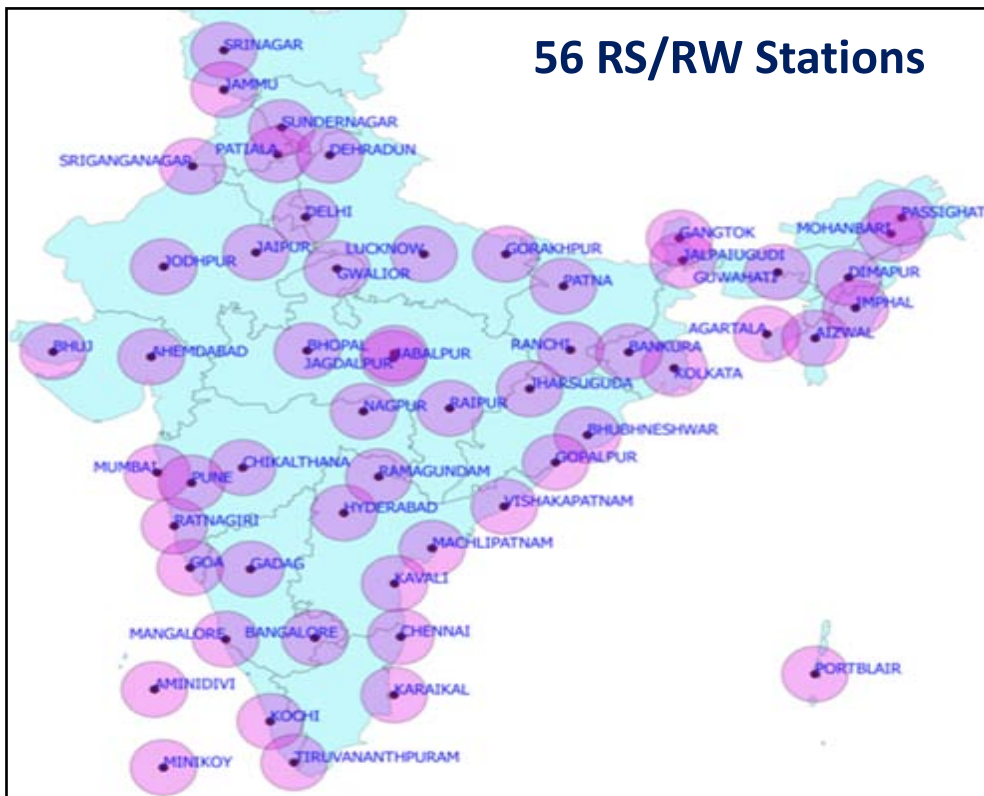 56 RS/RW Stations
SRINAGAR
JAMMU
SUNDERNAGAR
PATIALA
DEHRADUN
SRIGANGANAGAR
DELHI
PASSIGHAT
MOHANBARI
GANGTOK
JAIPUR
LUCKNOW
GORAKHPUR
JALPAIUGUDI
JODHPUR
GWALIOR
GUWAHATI
DIMAPUR
PATNA
IMPHAL
AGARTALA
AIZWAL
BHUJ
AHEMDABAD
BHOPAL
JABALPUR
JAGDALPUR
RANCHI
BANKURA
KOLKATA
JHARSUGUDA
NAGPUR
RAIPUR
BHUBHNESHWAR
GOPALPUR
MUMBAI
CHIKALTHANA
PUNE
RAMAGUNDAM
VISHAKAPATNAM
HYDERABAD
RATNAGIRI
MACHLIPATNAM
GOA
GADAG
KAVALI
MANGALORE
BANGALORE
CHENNAI
PORTBLAIR
AMINIDIVI
KARAIKAL
KOCHI
TIRUVANANTHPURAM
MINIKOY